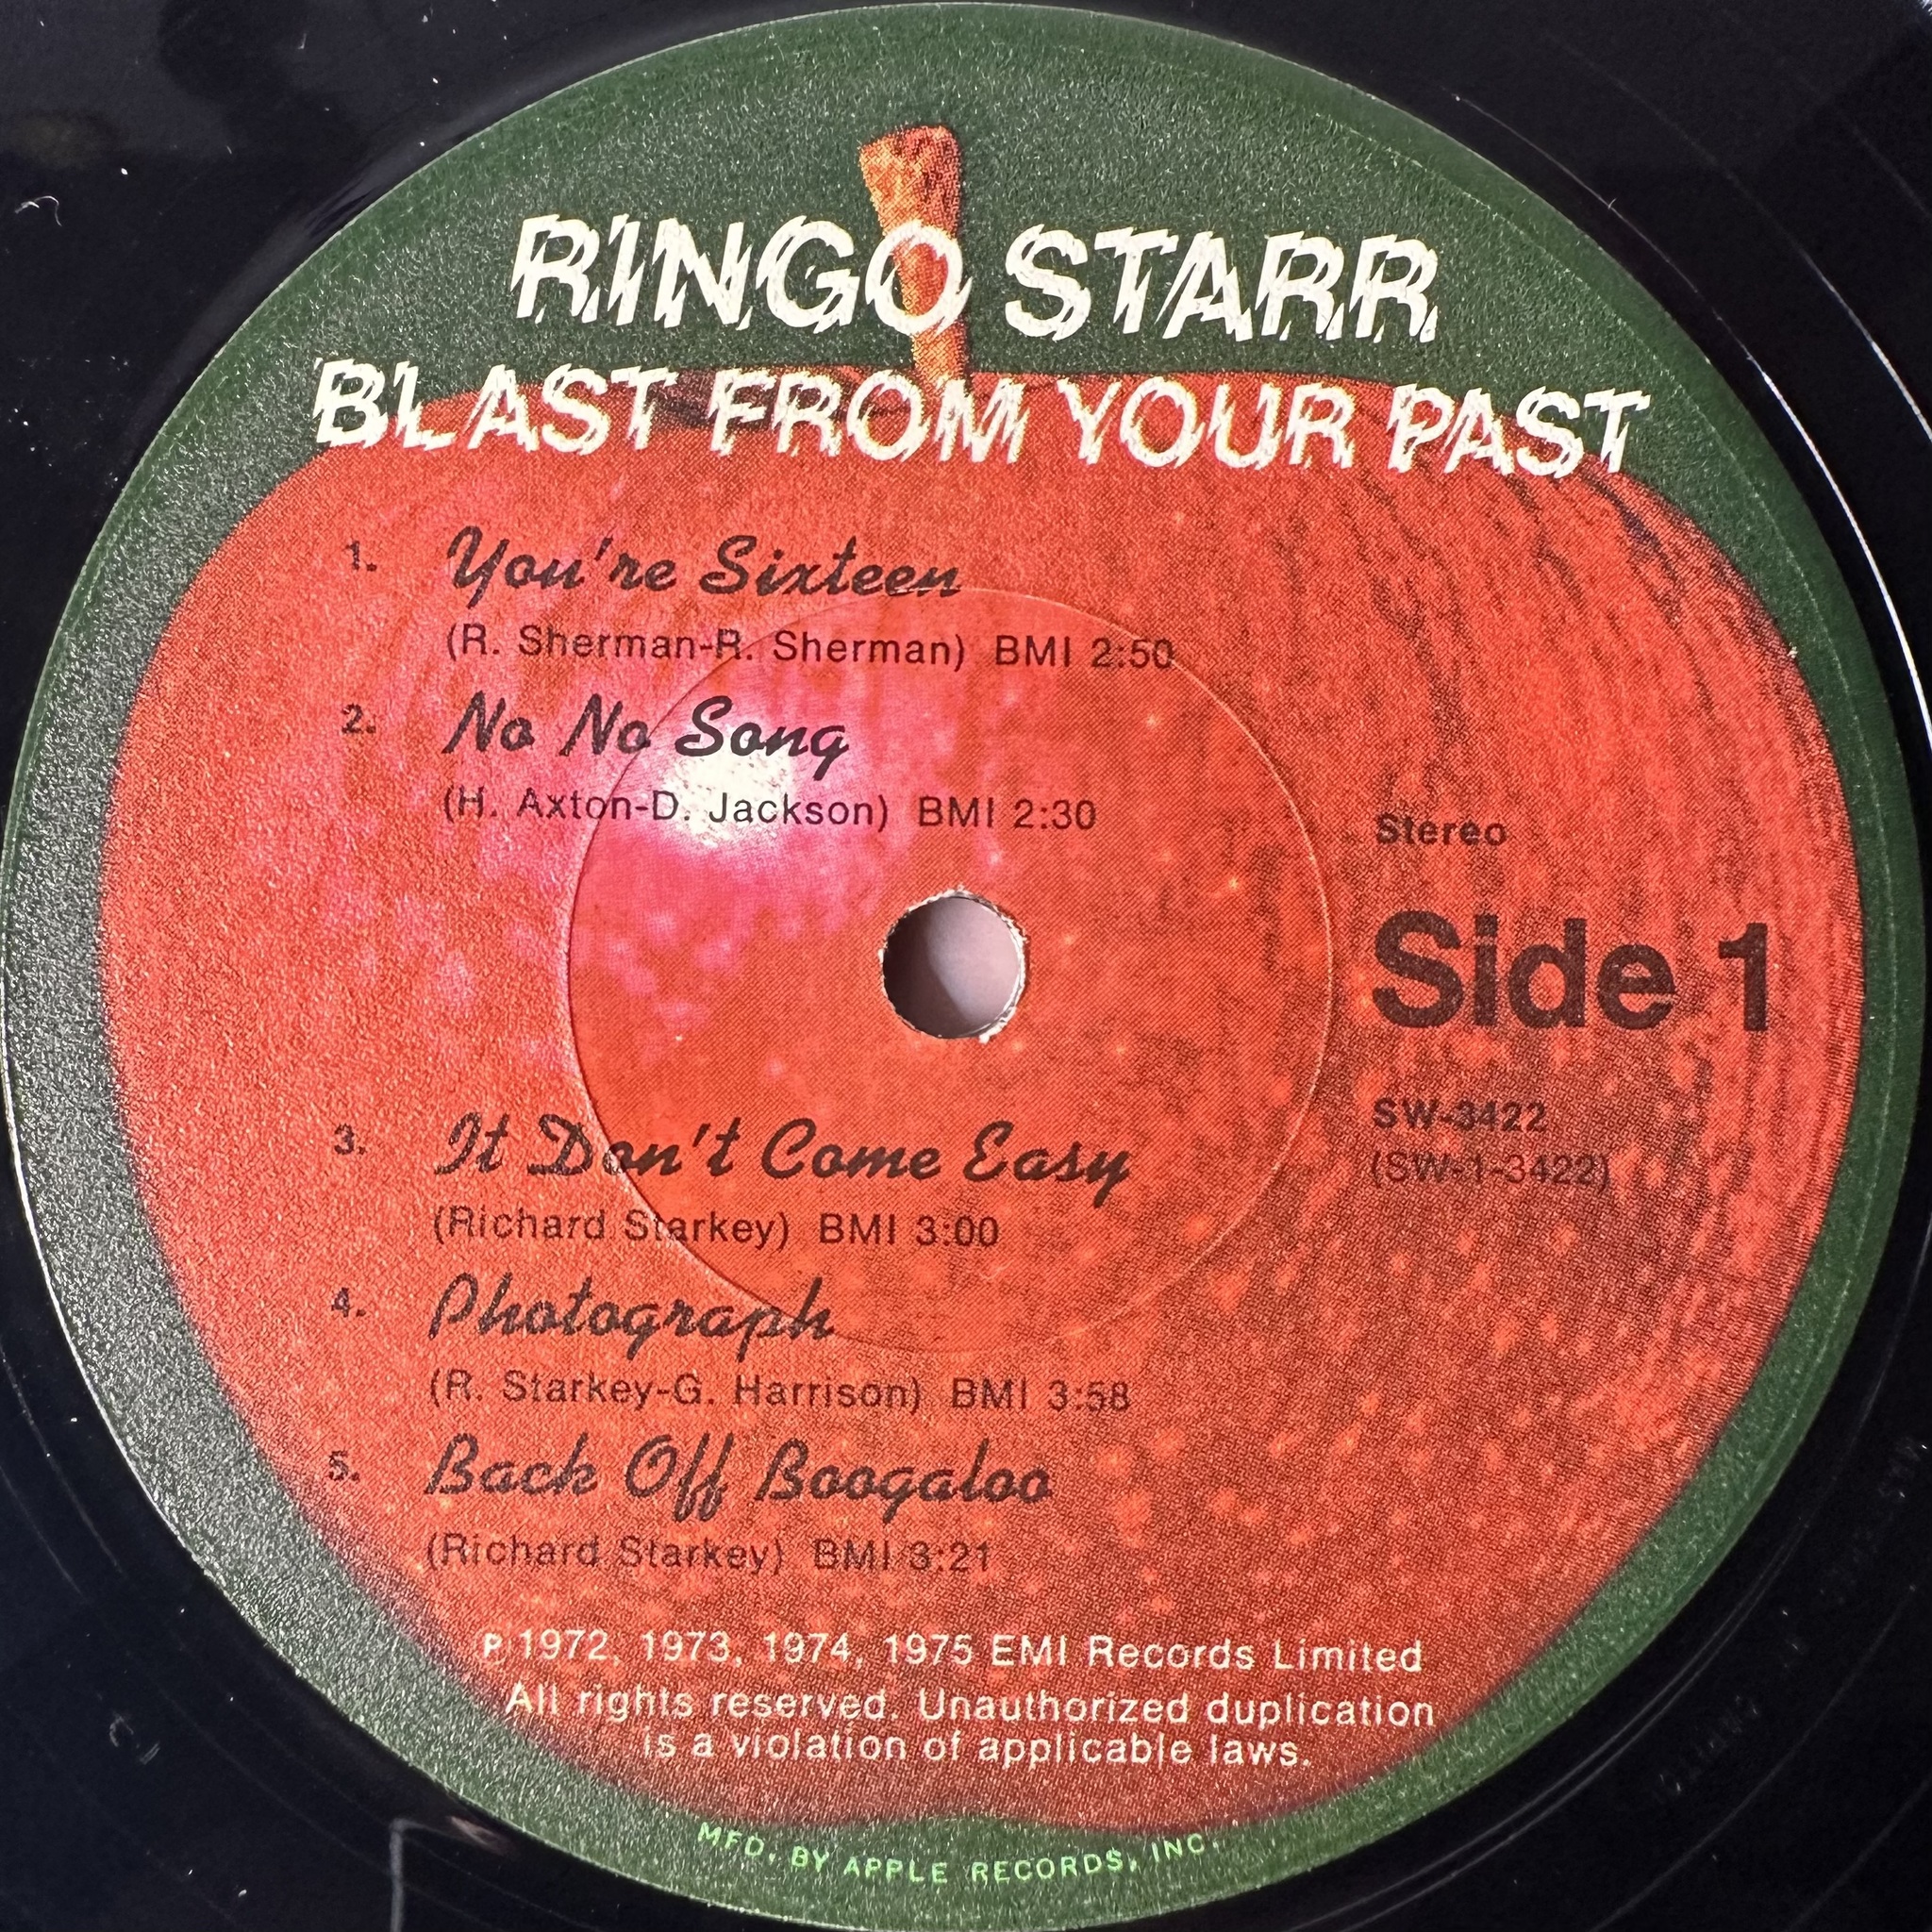 RINGO STARR
BLAST FROM YOUR PAST
1. You're Sixteen
(R. Sherman-R. Sherman) BMI 2:50
2. No No Song
(H. Axton-D. Jackson) BMI 2:30
Stereo
Side 1
SW-3422
(SW-1-3422)
3. It Don't Come Easy
(Richard Starkey) BMI 3:00
4. Photograph
(R. Starkey-G. Harrison) BMI 3:58
5. Back Off Boogaloo
(Richard Starkey) BMI 3:21
℗ 1972, 1973, 1974, 1975 EMI Records Limited
All rights reserved. Unauthorized duplication
is a violation of applicable laws.
MFD. BY APPLE RECORDS, INC.